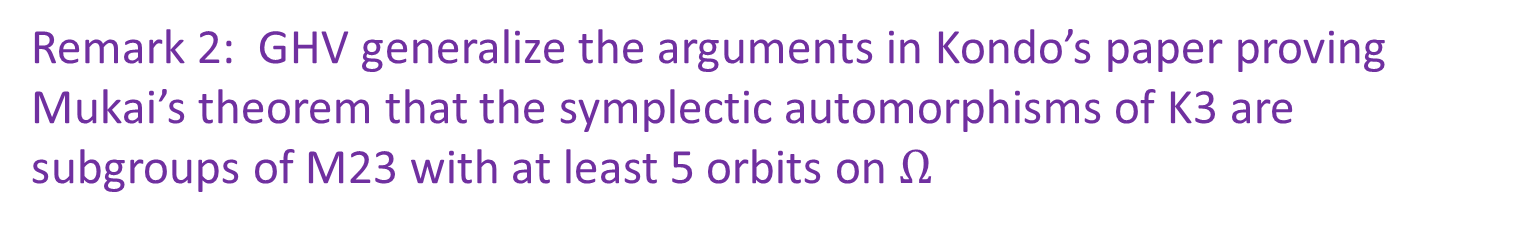 Remark 2:  GHV generalize the arguments in Kondo’s paper proving
Mukai’s theorem that the symplectic automorphisms of K3 are
subgroups of M23 with at least 5 orbits on Ω